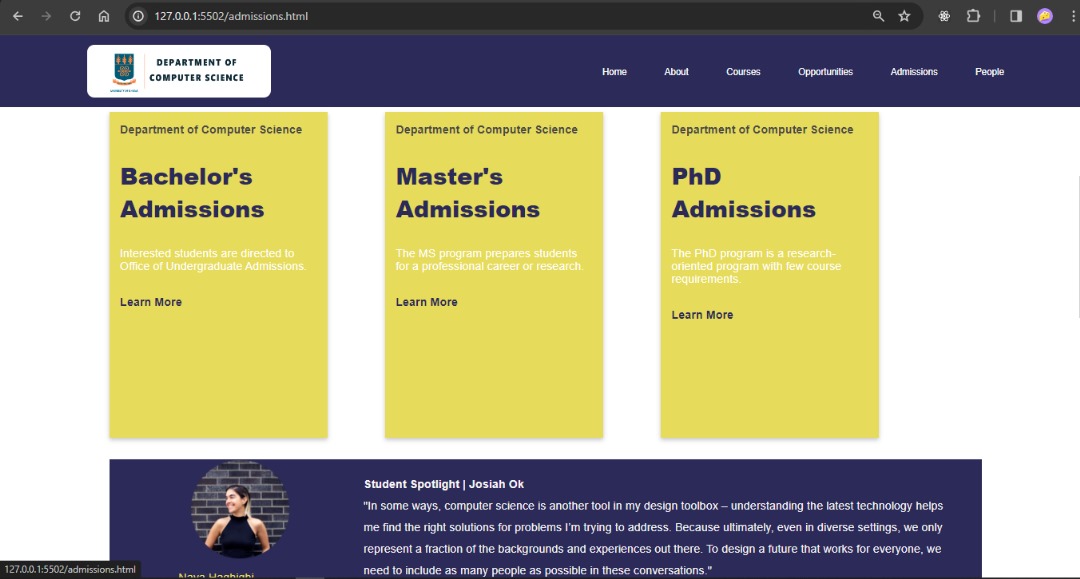 127.0.0.1:5502/admissions.html
DEPARTMENT OF
COMPUTER SCIENCE
Home
About
Courses
Opportunities
Admissions
People
Department of Computer Science
Bachelor's
Admissions
Interested students are directed to
Office of Undergraduate Admissions.
Learn More
Department of Computer Science
Master's
Admissions
The MS program prepares students
for a professional career or research.
Learn More
Department of Computer Science
PhD
Admissions
The PhD program is a research-
oriented program with few course
requirements.
Learn More
Naya Haghighi
Student Spotlight | Josiah Ok
"In some ways, computer science is another tool in my design toolbox – understanding the latest technology helps
me find the right solutions for problems I'm trying to address. Because ultimately, even in diverse settings, we only
represent a fraction of the backgrounds and experiences out there. To design a future that works for everyone, we
need to include as many people as possible in these conversations."
127.0.0.1:5502/admissions.html